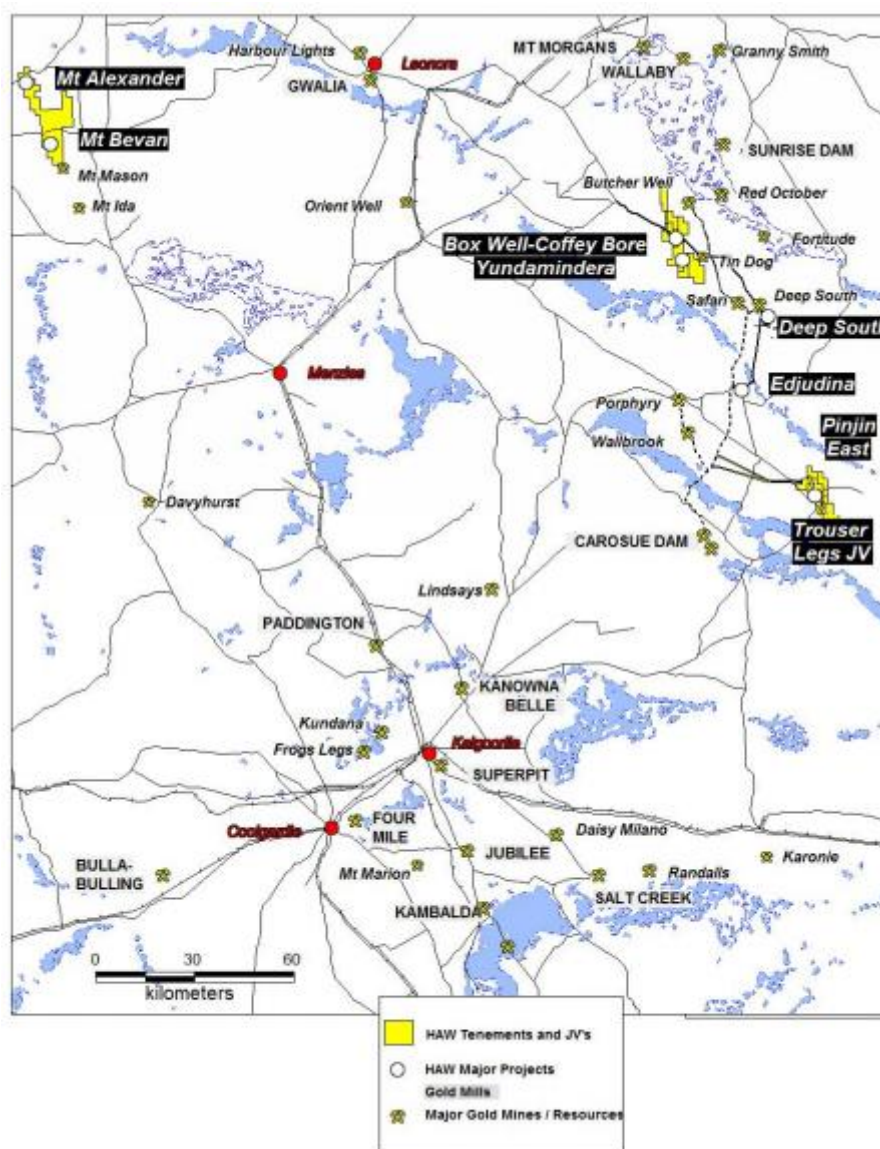 Harbour Lights
Leonora
MT MORGANS
Granny Smith
WALLABY
Mt Alexander
GWALIA
Mt Bevan
SUNRISE DAM
Mt Mason
Butcher Well
Red October
Mt Ida
Orient Well
Fortitude
Box Well-Coffey Bore
Yundamindera
Tin Dog
Safari
Deep South
Deep South
Menzies
Edjudina
Porphyry
Wallbrook
Pinjin
East
Davyhurst
Trouser
Legs JV
CAROSUE DAM
Lindsays
PADDINGTON
KANOWNA
BELLE
Kundana
Frogs Legs
Kalgoorlie
SUPERPIT
Coolgardie
FOUR
MILE
Daisy Milano
JUBILEE
Karonie
BULLA-
BULLING
Mt Marion
Randalls
SALT CREEK
KAMBALDA
0 30 60
kilometers
HAW Tenements and JV's
HAW Major Projects
Gold Mills
Major Gold Mines / Resources